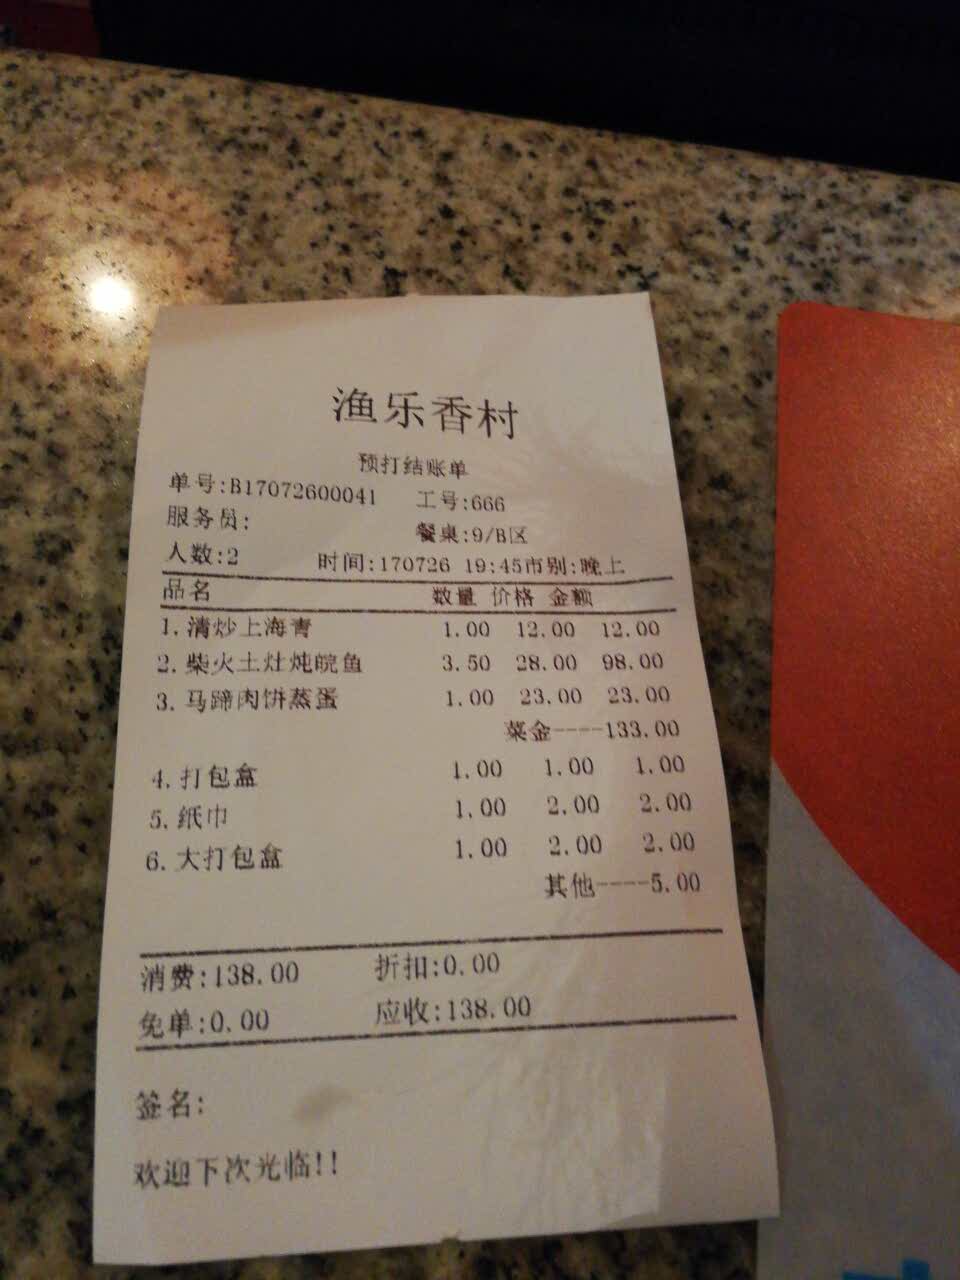 渔乐香村
预打结账单
单号:B17072600041 工号:666
服务员: 餐桌:9/B区
人数:2 时间:170726 19:45市别:晚上
品名 数量 价格 金额
1.清炒上海青 1.00 12.00 12.00
2.柴火土灶炖皖鱼 3.50 28.00 98.00
3.马蹄肉饼蒸蛋 1.00 23.00 23.00
菜金----133.00
4.打包盒 1.00 1.00 1.00
5.纸巾 1.00 2.00 2.00
6.大打包盒 1.00 2.00 2.00
其他----5.00
消费:138.00 折扣:0.00
免单:0.00 应收:138.00
签名:
欢迎下次光临!!